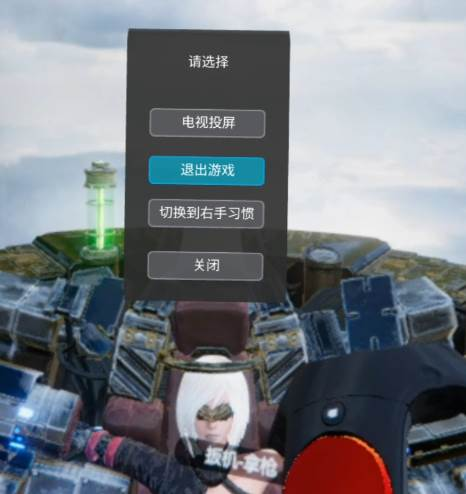 请选择
电视投屏
退出游戏
切换到右手习惯
关闭
扳机-拿枪